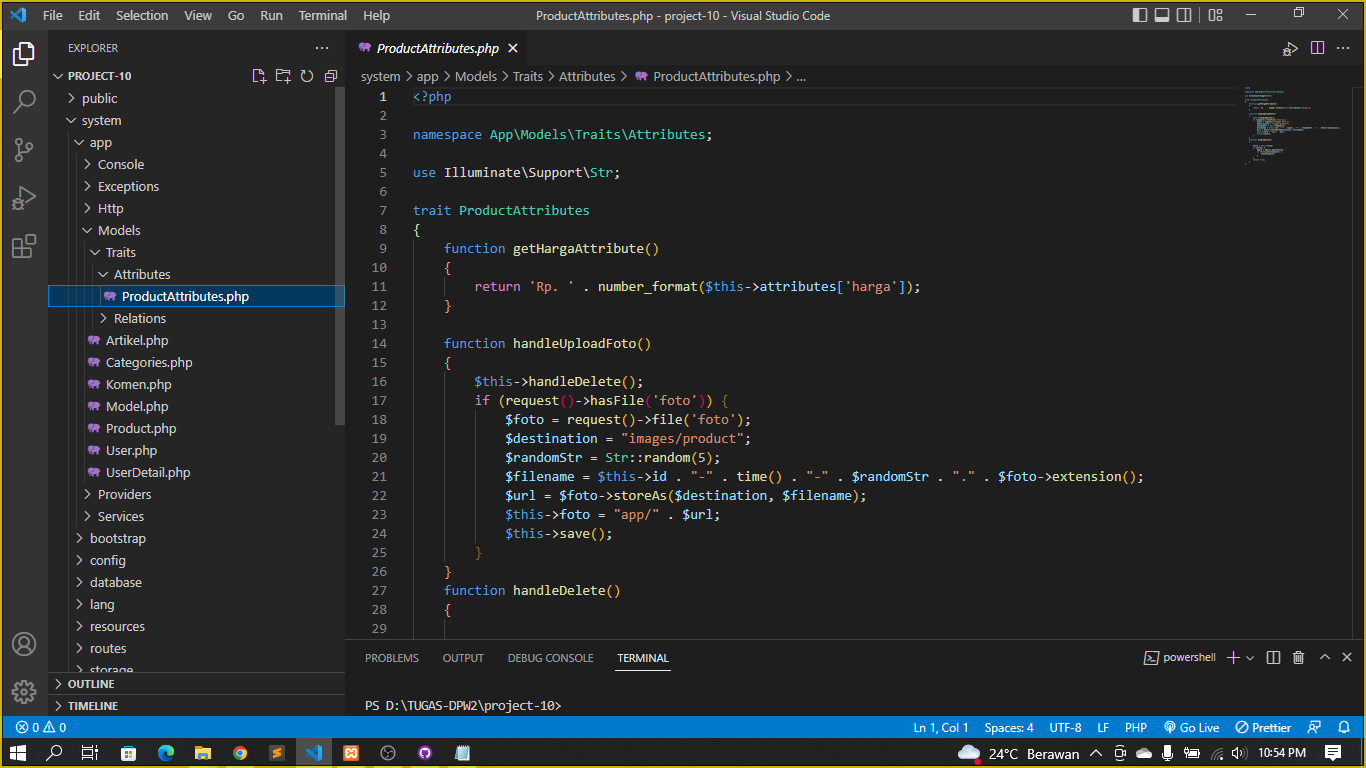 File Edit Selection View Go Run Terminal Help
ProductAttributes.php - project-10 - Visual Studio Code
EXPLORER
PROJECT-10
public
system
app
Console
Exceptions
Http
Models
Traits
Attributes
ProductAttributes.php
Relations
Artikel.php
Categories.php
Komen.php
Model.php
Product.php
User.php
UserDetail.php
Providers
Services
bootstrap
config
database
lang
resources
routes
storage
OUTLINE
TIMELINE
ProductAttributes.php
system > app > Models > Traits > Attributes > ProductAttributes.php > ...
1 <?php
2
3 namespace App\Models\Traits\Attributes;
4
5 use Illuminate\Support\Str;
6
7 trait ProductAttributes
8 {
9 function getHargaAttribute()
10 {
11 return 'Rp. ' . number_format($this->attributes['harga']);
12 }
13
14 function handleUploadFoto()
15 {
16 $this->handleDelete();
17 if (request()->hasFile('foto')) {
18 $foto = request()->file('foto');
19 $destination = "images/product";
20 $randomStr = Str::random(5);
21 $filename = $this->id . "-" . time() . "-" . $randomStr . "." . $foto->extension();
22 $url = $foto->storeAs($destination, $filename);
23 $this->foto = "app/" . $url;
24 $this->save();
25 }
26 }
27 function handleDelete()
28 {
29
PROBLEMS OUTPUT DEBUG CONSOLE TERMINAL
powershell
PS D:\TUGAS-DPW2\project-10>
0 0
Ln 1, Col 1 Spaces: 4 UTF-8 LF PHP Go Live Prettier
24°C Berawan
10:54 PM